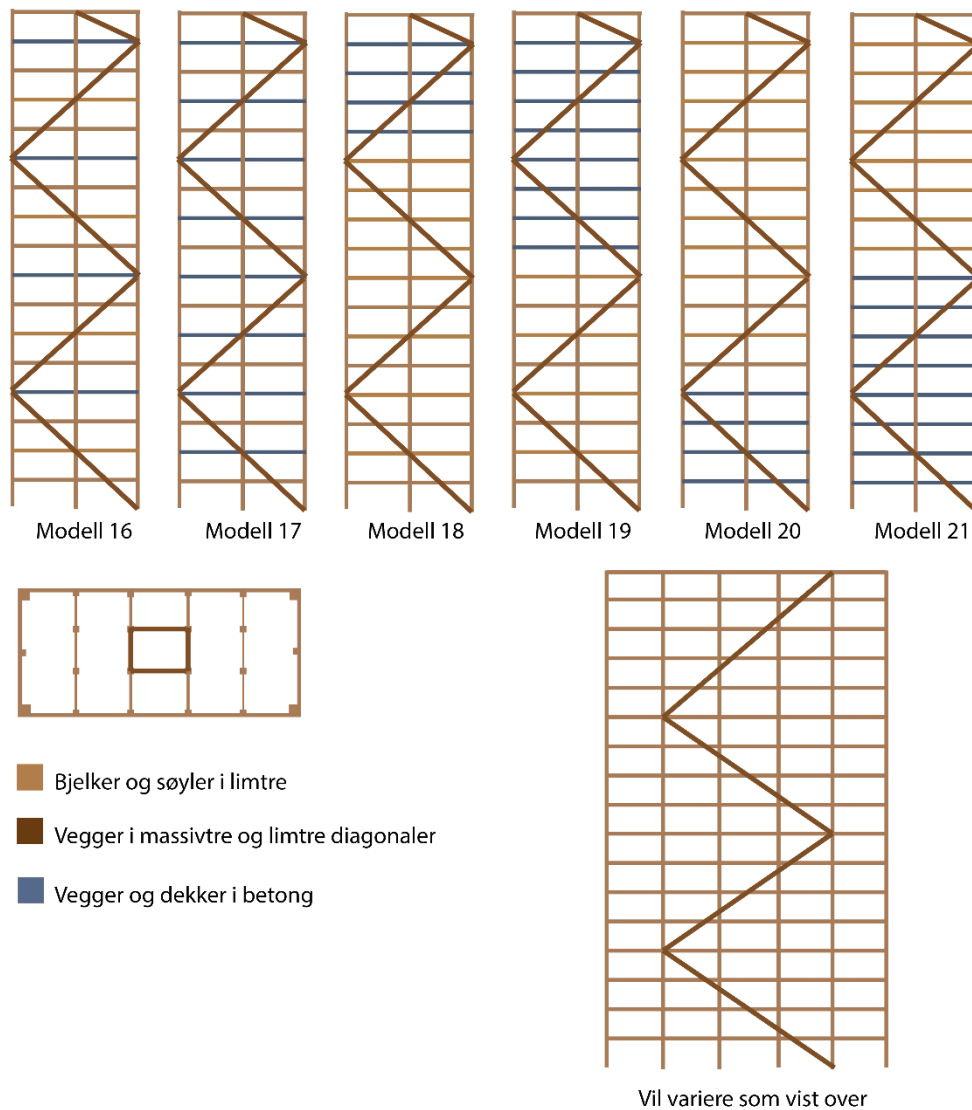 Modell 16
Modell 17
Modell 18
Modell 19
Modell 20
Modell 21
Bjelker og søyler i limtre
Vegger i massivtre og limtre diagonaler
Vegger og dekker i betong
Vil variere som vist over